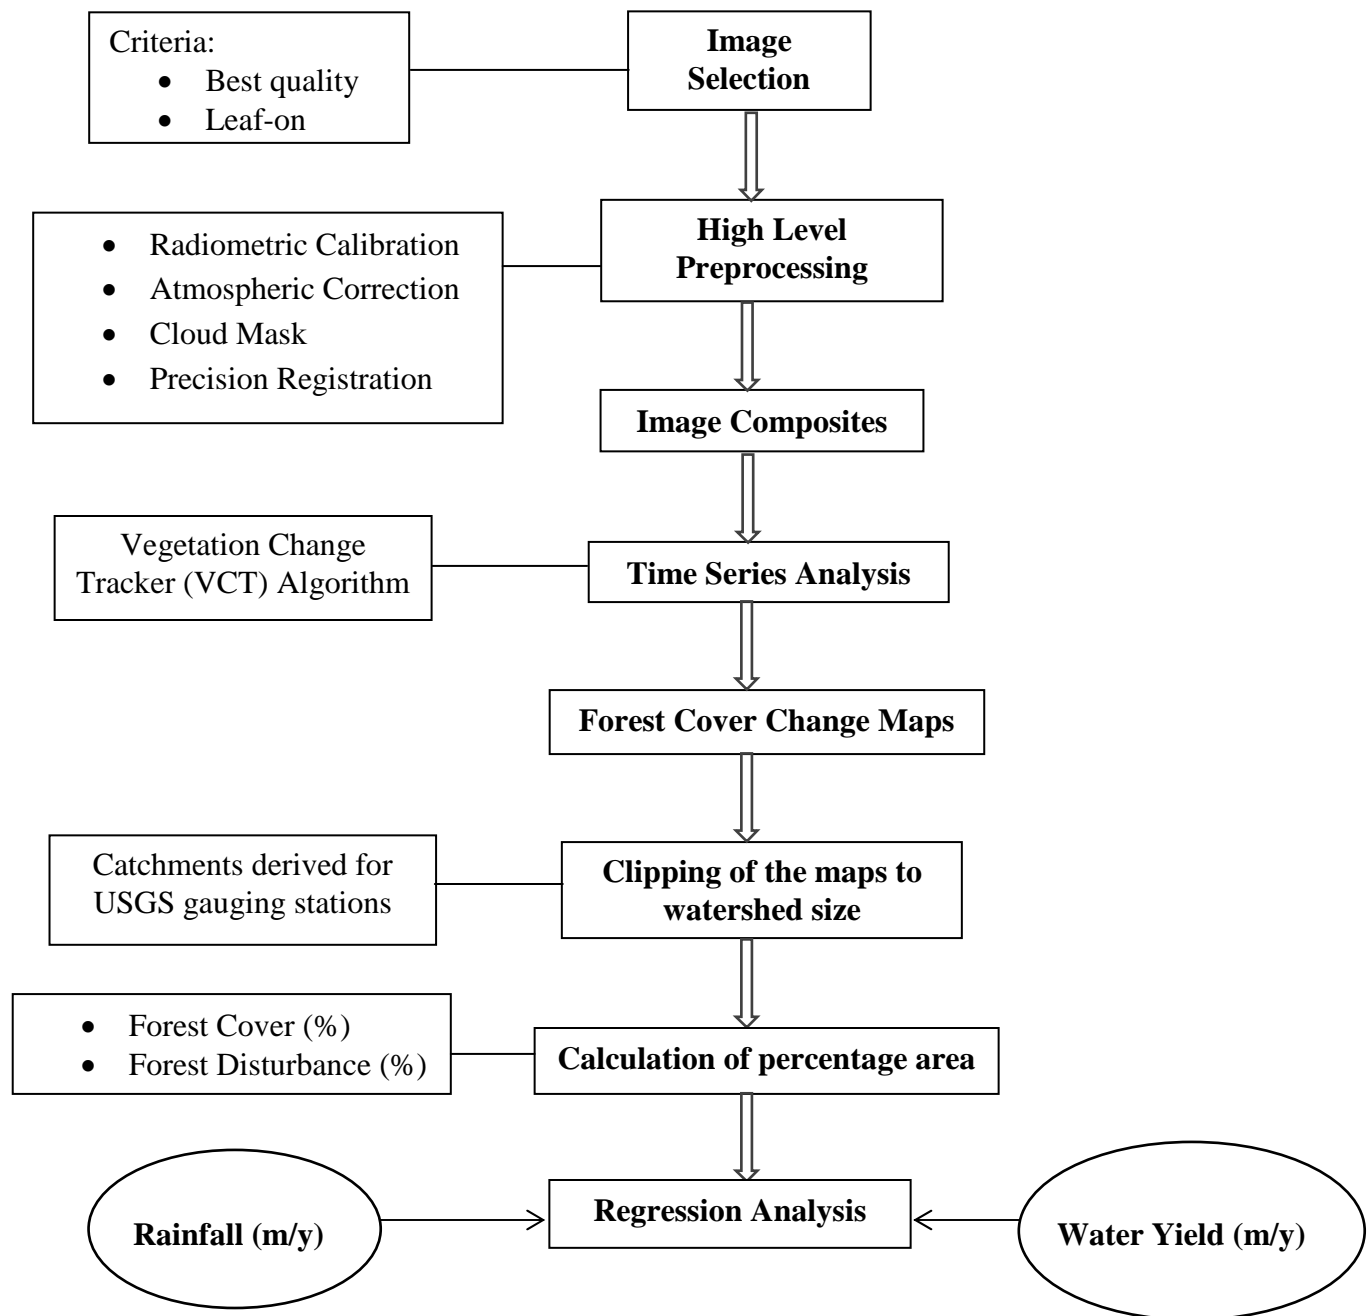 Criteria:
• Best quality
• Leaf-on
Image
Selection
• Radiometric Calibration
• Atmospheric Correction
• Cloud Mask
• Precision Registration
High Level
Preprocessing
Image Composites
Vegetation Change
Tracker (VCT) Algorithm
Time Series Analysis
Forest Cover Change Maps
Catchments derived for
USGS gauging stations
Clipping of the maps to
watershed size
• Forest Cover (%)
• Forest Disturbance (%)
Calculation of percentage area
Rainfall (m/y)
Regression Analysis
Water Yield (m/y)